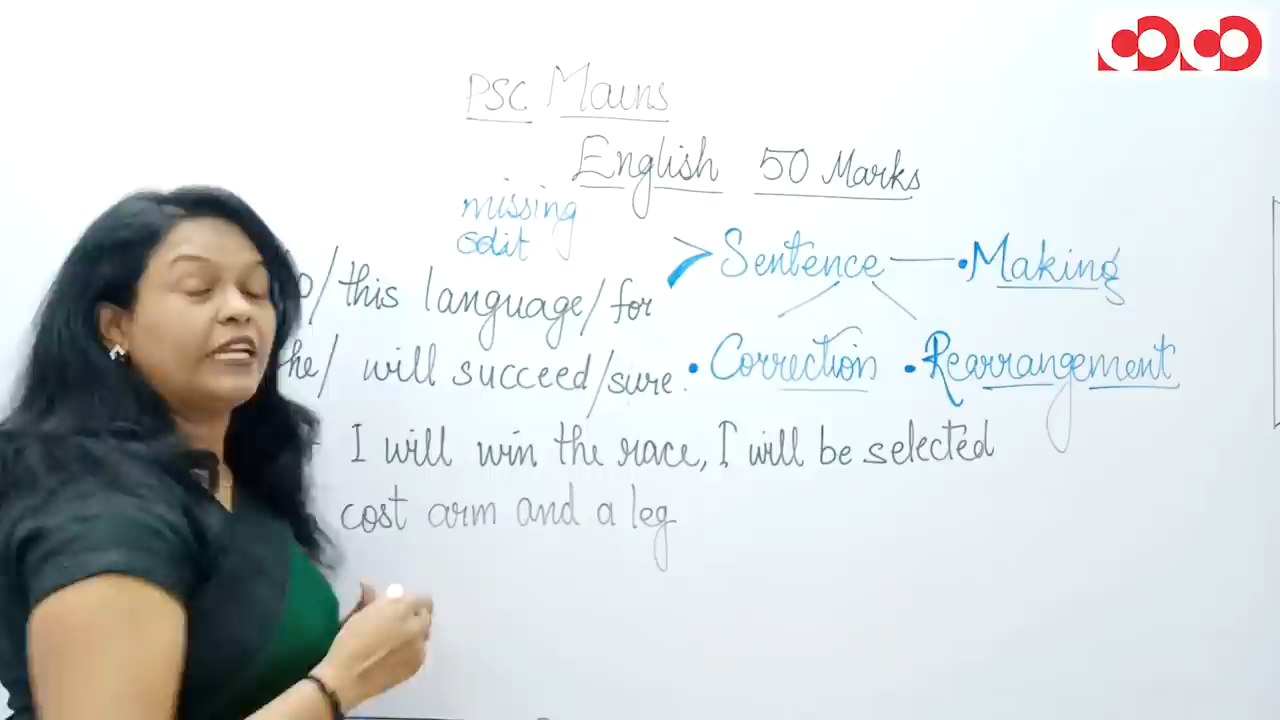 PSC Mains
English 50 Marks
missing
edit
Sentence — • Making
• Correction • Rearrangement
/ this language / for
he / will succeed / sure.
I will win the race, I will be selected
cost arm and a leg